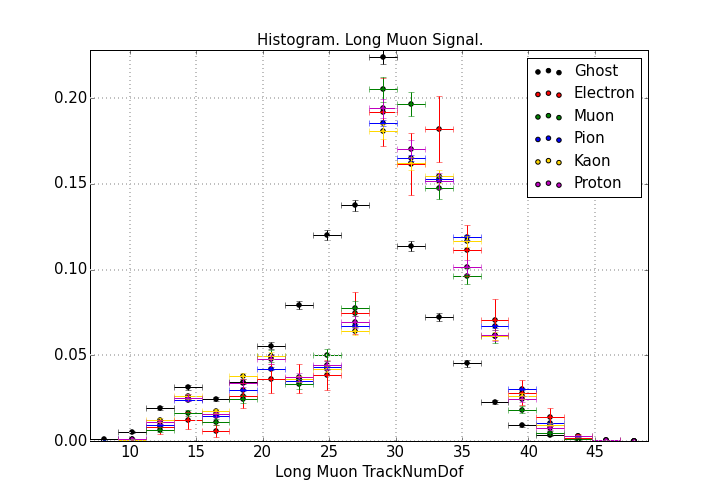 Histogram. Long Muon Signal.
0.20
0.15
0.10
0.05
0.00
Ghost
Electron
Muon
Pion
Kaon
Proton
10 15 20 25 30 35 40 45
Long Muon TrackNumDof